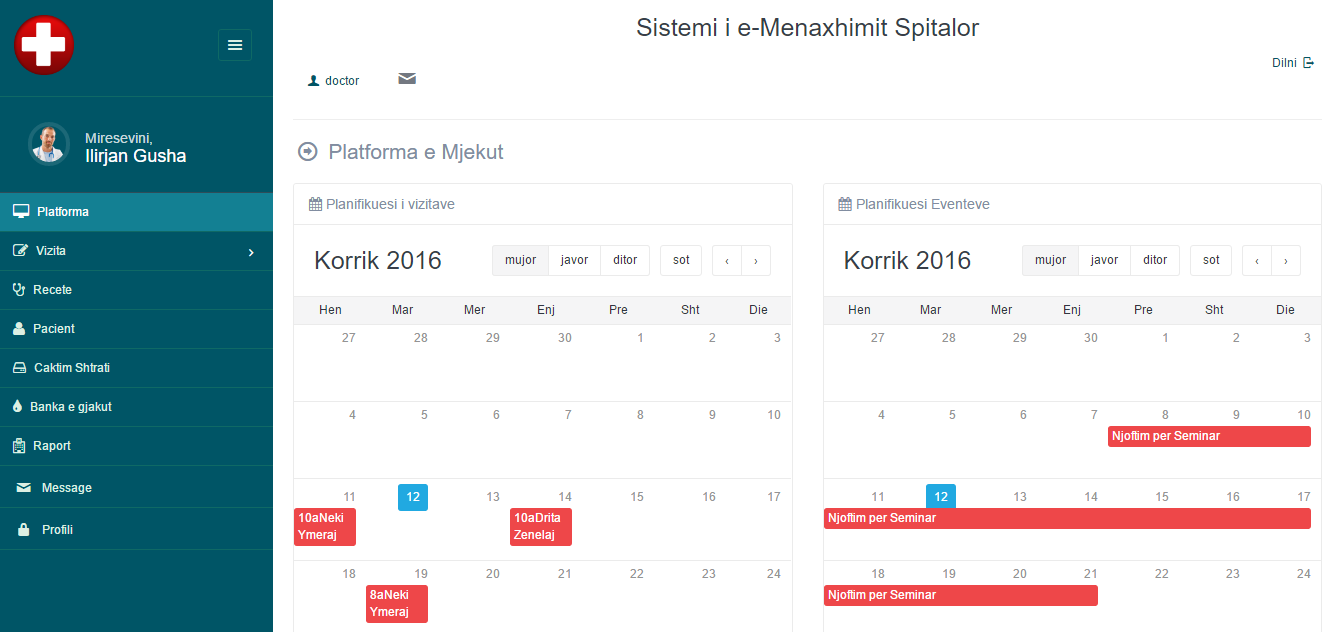 Sistemi i e-Menaxhimit Spitalor
Dilni
doctor
Miresevini,
Ilirjan Gusha
Platforma
Vizita
Recete
Pacient
Caktim Shtrati
Banka e gjakut
Raport
Message
Profili
Platforma e Mjekut
Planifikuesi i vizitave
Korrik 2016
mujor javor ditor sot ‹ ›
Hen Mar Mer Enj Pre Sht Die
27 28 29 30 1 2 3
4 5 6 7 8 9 10
11 12 13 14 15 16 17
10aNeki
Ymeraj
10aDrita
Zenelaj
18 19 20 21 22 23 24
8aNeki
Ymeraj
Planifikuesi Eventeve
Korrik 2016
mujor javor ditor sot ‹ ›
Hen Mar Mer Enj Pre Sht Die
27 28 29 30 1 2 3
4 5 6 7 8 9 10
Njoftim per Seminar
11 12 13 14 15 16 17
Njoftim per Seminar
18 19 20 21 22 23 24
Njoftim per Seminar